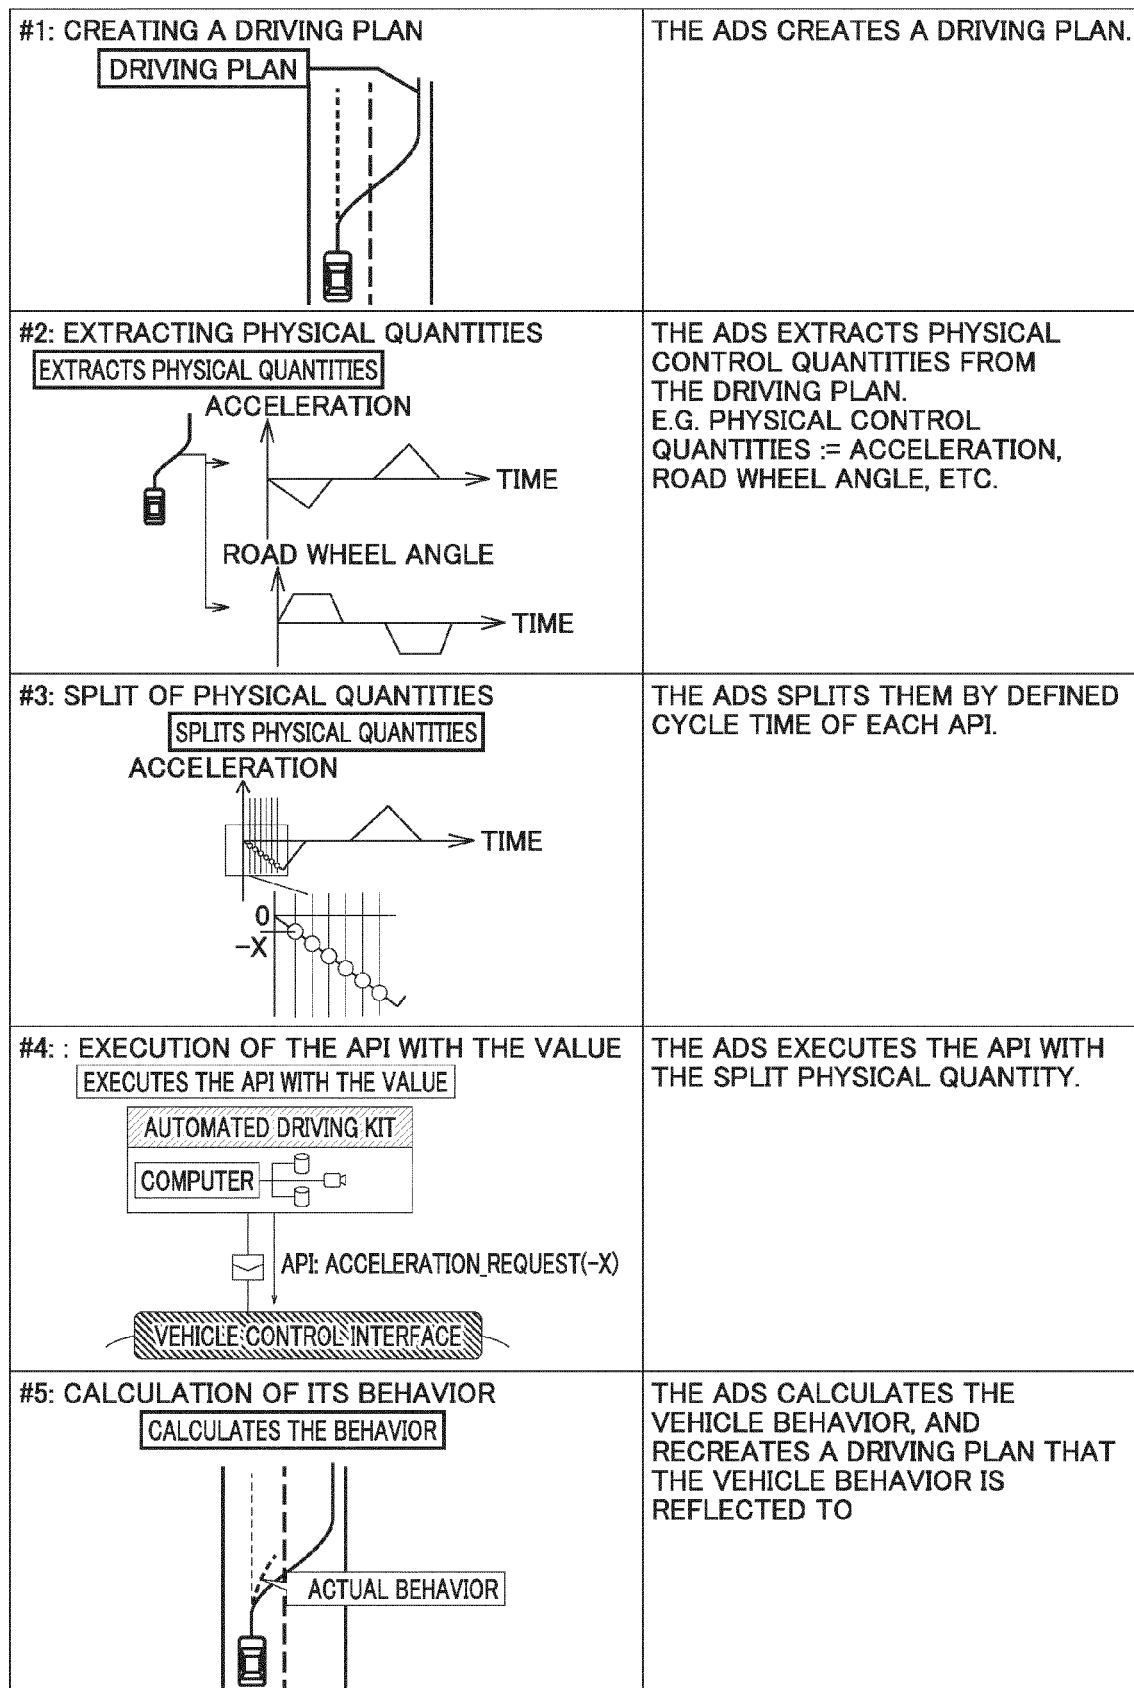 #1: CREATING A DRIVING PLAN
DRIVING PLAN
THE ADS CREATES A DRIVING PLAN.
#2: EXTRACTING PHYSICAL QUANTITIES
EXTRACTS PHYSICAL QUANTITIES
ACCELERATION
TIME
ROAD WHEEL ANGLE
TIME
THE ADS EXTRACTS PHYSICAL
CONTROL QUANTITIES FROM
THE DRIVING PLAN.
E.G. PHYSICAL CONTROL
QUANTITIES := ACCELERATION,
ROAD WHEEL ANGLE, ETC.
#3: SPLIT OF PHYSICAL QUANTITIES
SPLITS PHYSICAL QUANTITIES
ACCELERATION
TIME
0
-X
THE ADS SPLITS THEM BY DEFINED
CYCLE TIME OF EACH API.
#4: : EXECUTION OF THE API WITH THE VALUE
EXECUTES THE API WITH THE VALUE
AUTOMATED DRIVING KIT
COMPUTER
API: ACCELERATION_REQUEST(-X)
VEHICLE CONTROL INTERFACE
THE ADS EXECUTES THE API WITH
THE SPLIT PHYSICAL QUANTITY.
#5: CALCULATION OF ITS BEHAVIOR
CALCULATES THE BEHAVIOR
ACTUAL BEHAVIOR
THE ADS CALCULATES THE
VEHICLE BEHAVIOR, AND
RECREATES A DRIVING PLAN THAT
THE VEHICLE BEHAVIOR IS
REFLECTED TO